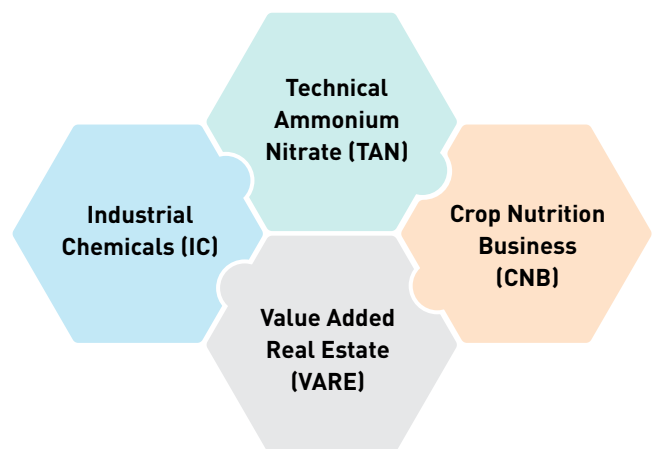 Technical
Ammonium
Nitrate (TAN)
Industrial
Chemicals (IC)
Crop Nutrition
Business
(CNB)
Value Added
Real Estate
(VARE)